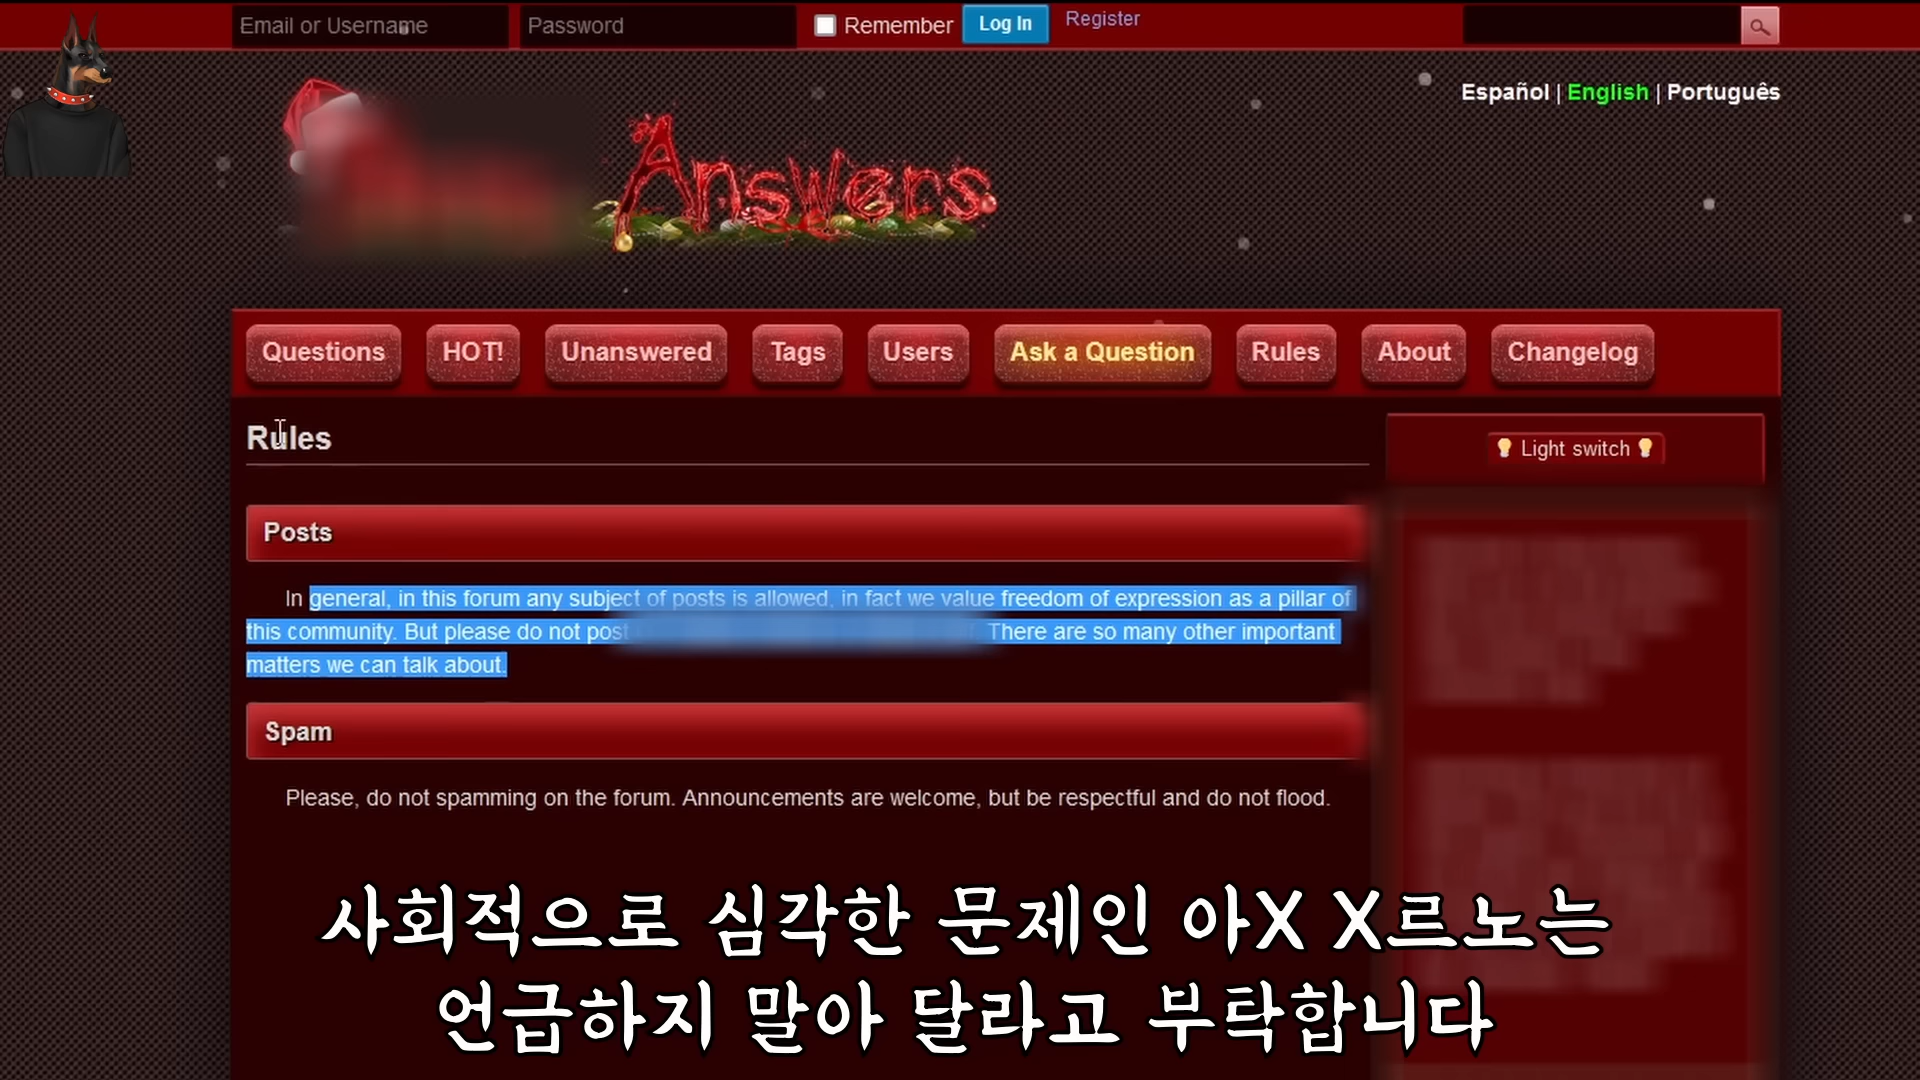 Email or Username Password Remember Log In Register
Español | English | Português
Answers
Questions HOT! Unanswered Tags Users Ask a Question Rules About Changelog
Rules
Light switch
Posts
In general, in this forum any subject of posts is allowed, in fact we value freedom of expression as a pillar of
this community. But please do not post There are so many other important
matters we can talk about.
Spam
Please, do not spamming on the forum. Announcements are welcome, but be respectful and do not flood.
사회적으로 심각한 문제인 아X X르노는
언급하지 말아 달라고 부탁합니다